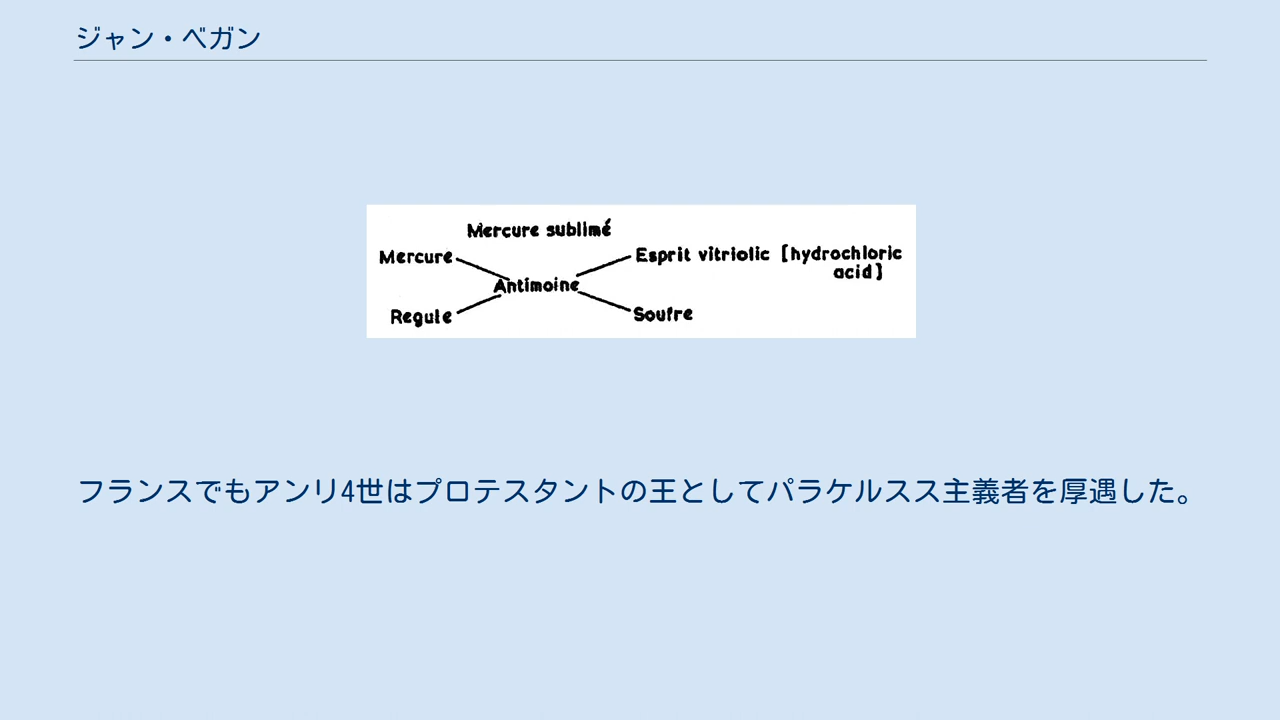 ジャン・ベガン
Mercure sublimé
Mercure
Esprit vitriolic [hydrochloric
acid]
Antimoine
Regule
Soufre
フランスでもアンリ4世はプロテスタントの王としてパラケルスス主義者を厚遇した。